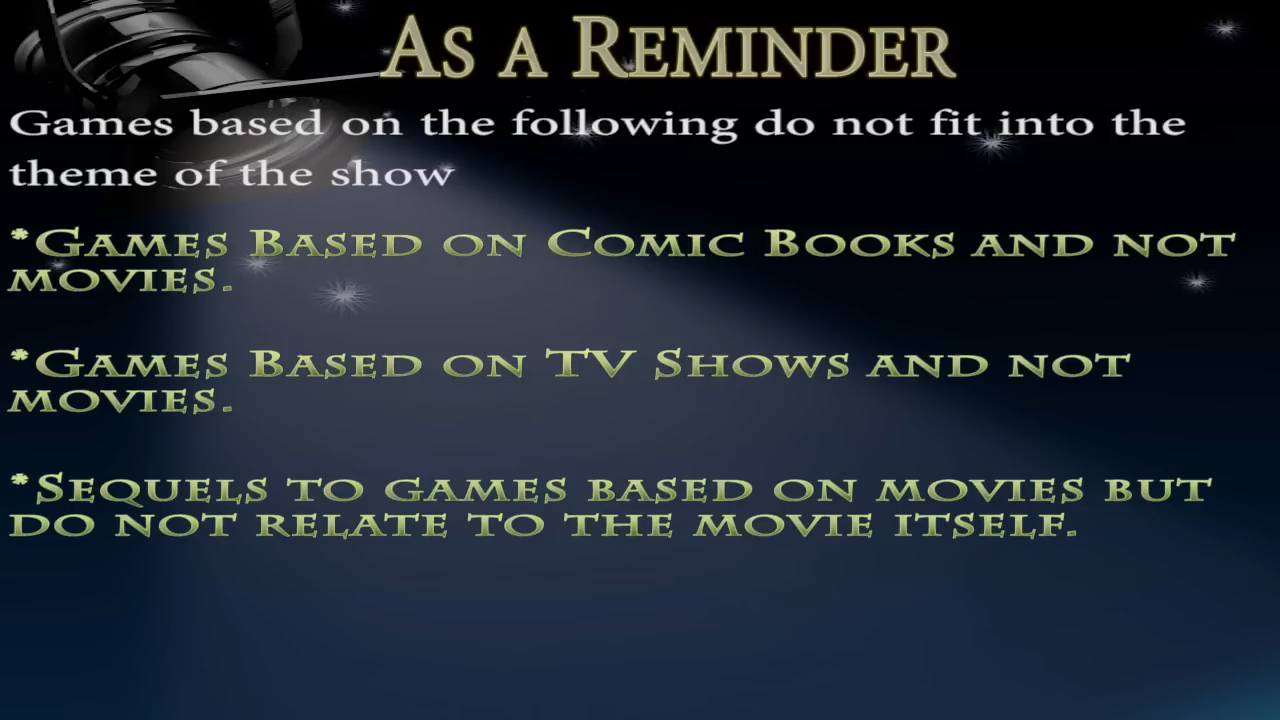 As a Reminder
Games based on the following do not fit into the
theme of the show
*Games Based on Comic Books and not
movies.
*Games Based on TV Shows and not
movies.
*Sequels to games based on movies but
do not relate to the movie itself.